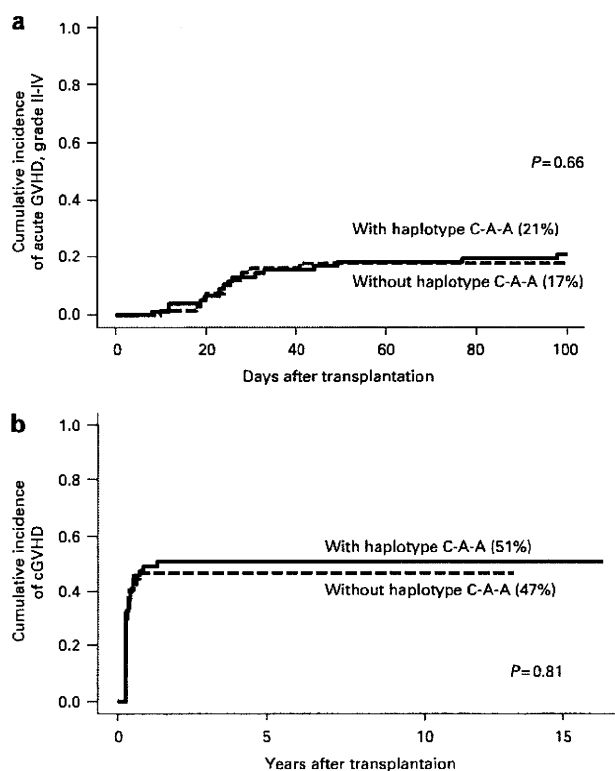 a
Cumulative incidence
of acute GVHD, grade II-IV
1.0
0.8
0.6
0.4
0.2
0.0
P=0.66
With haplotype C-A-A (21%)
Without haplotype C-A-A (17%)
0 20 40 60 80 100
Days after transplantation
b
Cumulative incidence
of cGVHD
1.0
0.8
0.6
0.4
0.2
0.0
With haplotype C-A-A (51%)
Without haplotype C-A-A (47%)
P=0.81
0 5 10 15
Years after transplantaion